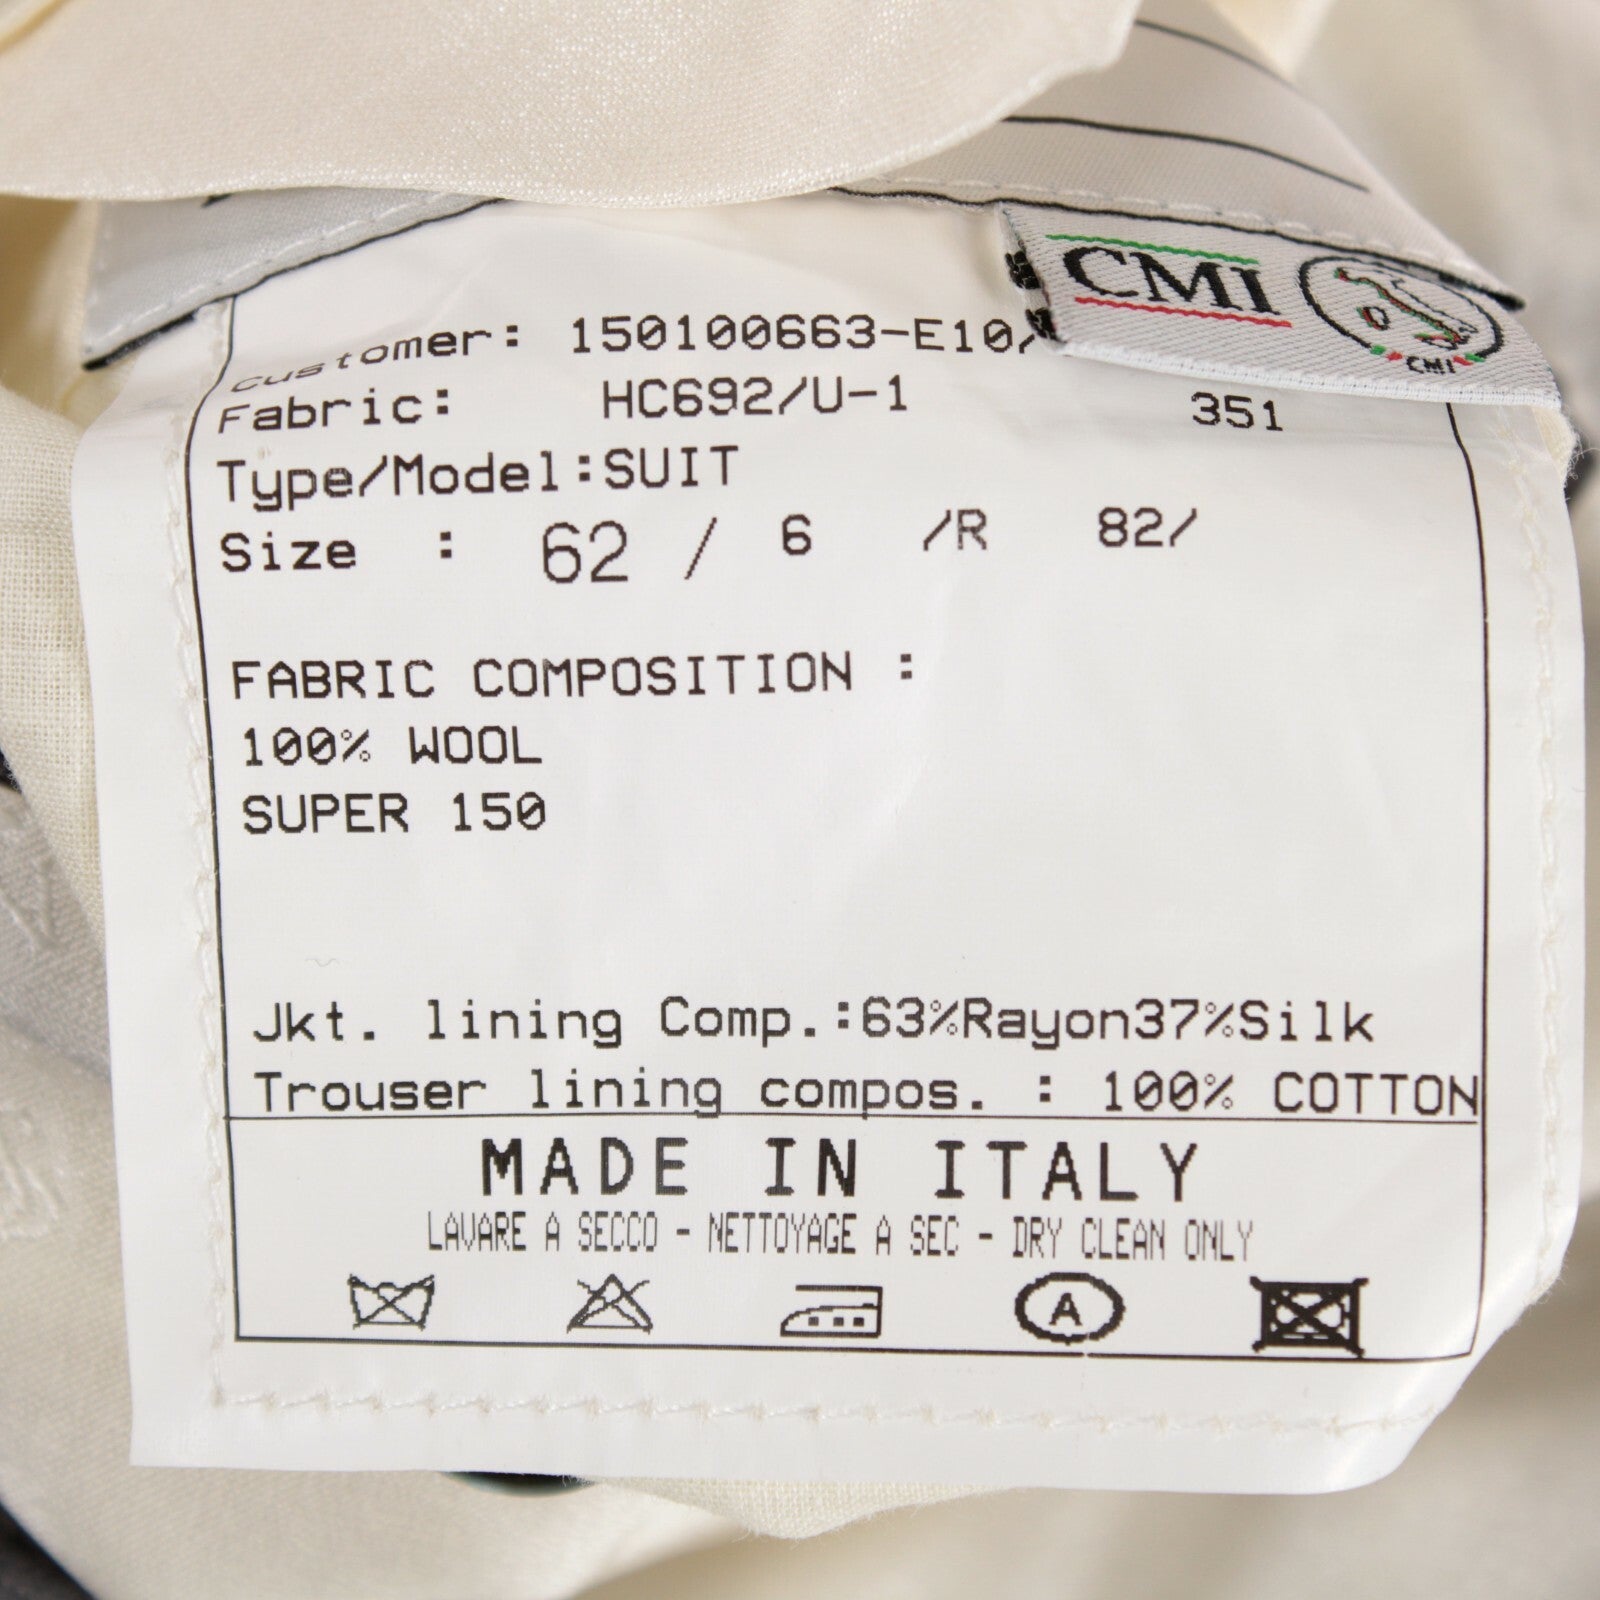 CMI
CMI
Customer: 150100663-E10/
Fabric: HC692/U-1 351
Type/Model:SUIT
Size : 62 / 6 /R 82/
FABRIC COMPOSITION :
100% WOOL
SUPER 150
Jkt. lining Comp.:63%Rayon37%Silk
Trouser lining compos. : 100% COTTON
MADE IN ITALY
LAVARE A SECCO - NETTOYAGE A SEC - DRY CLEAN ONLY
A